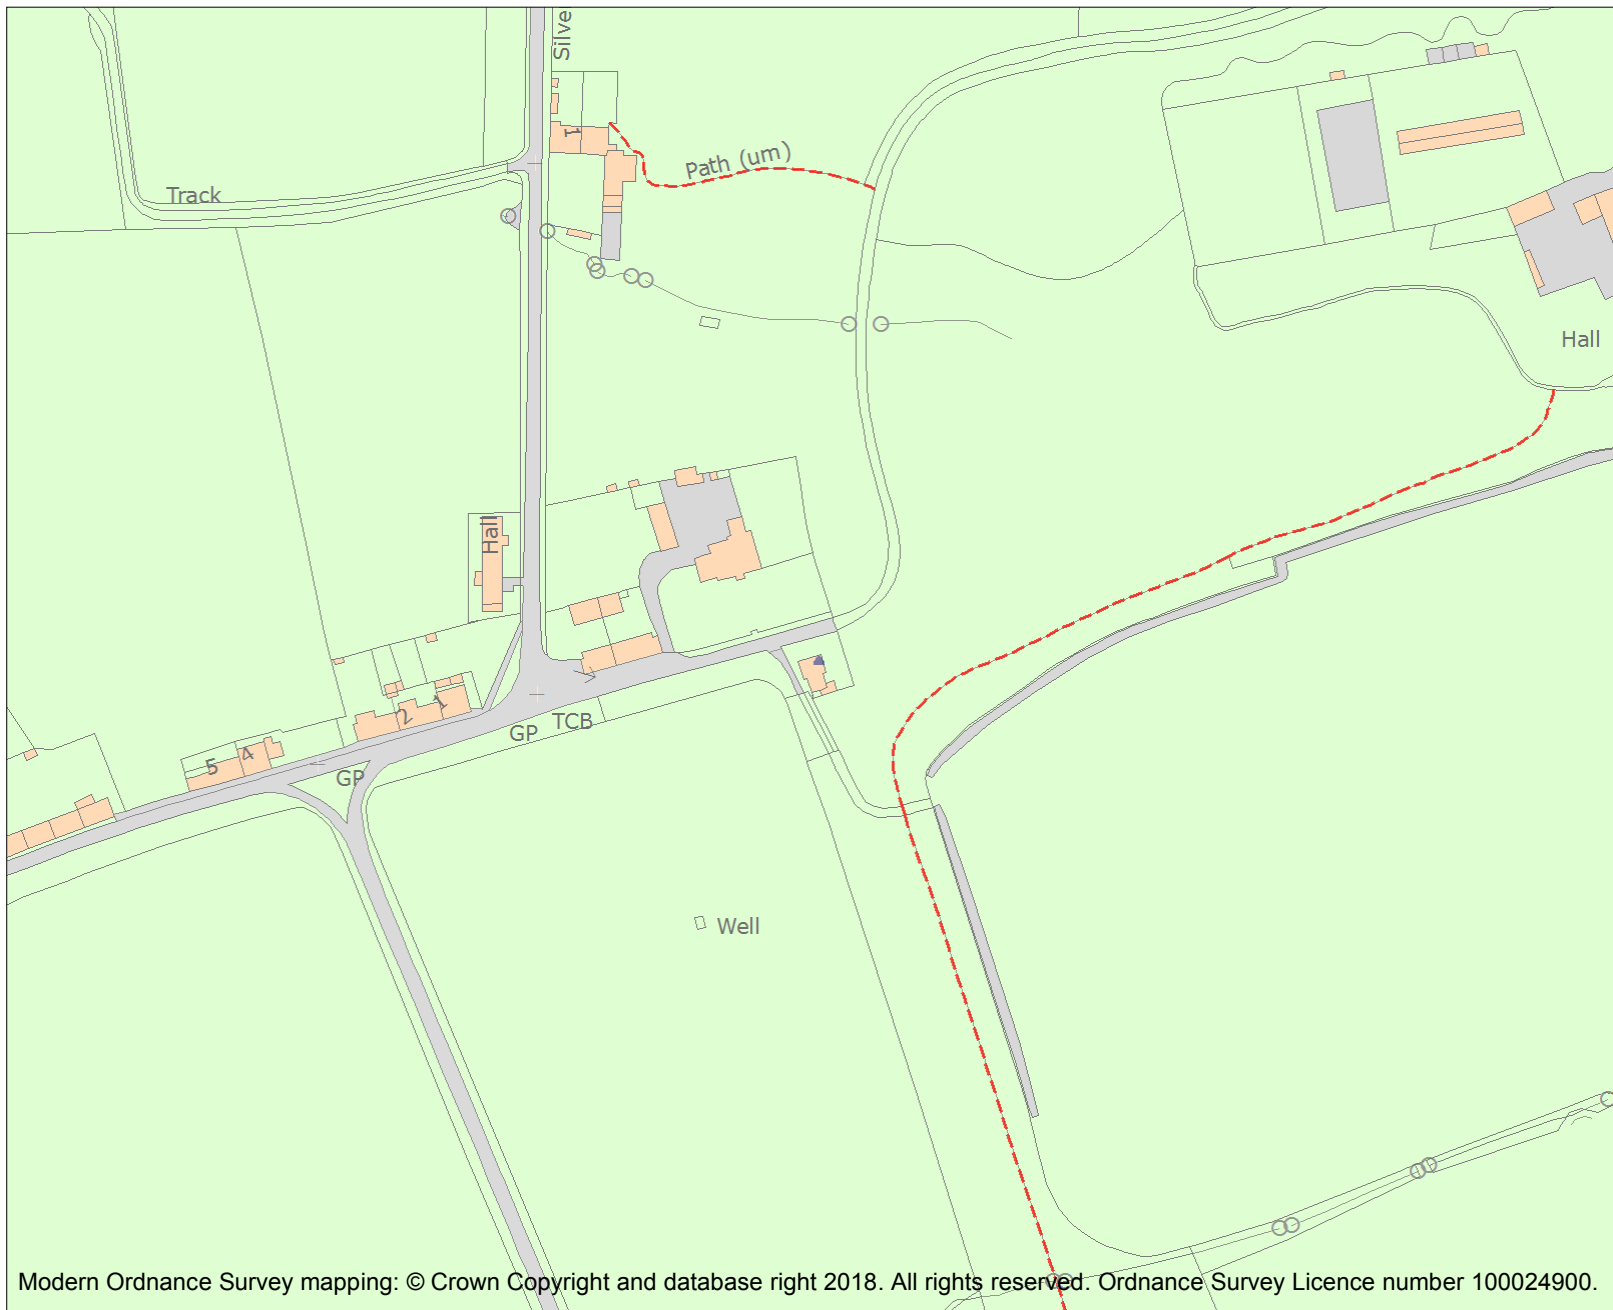 Silve
1
Path (um)
Track
Hall
Hall
2
1
5
4
GP
TCB
GP
Well
Modern Ordnance Survey mapping: © Crown Copyright and database right 2018. All rights reserved. Ordnance Survey Licence number 100024900.